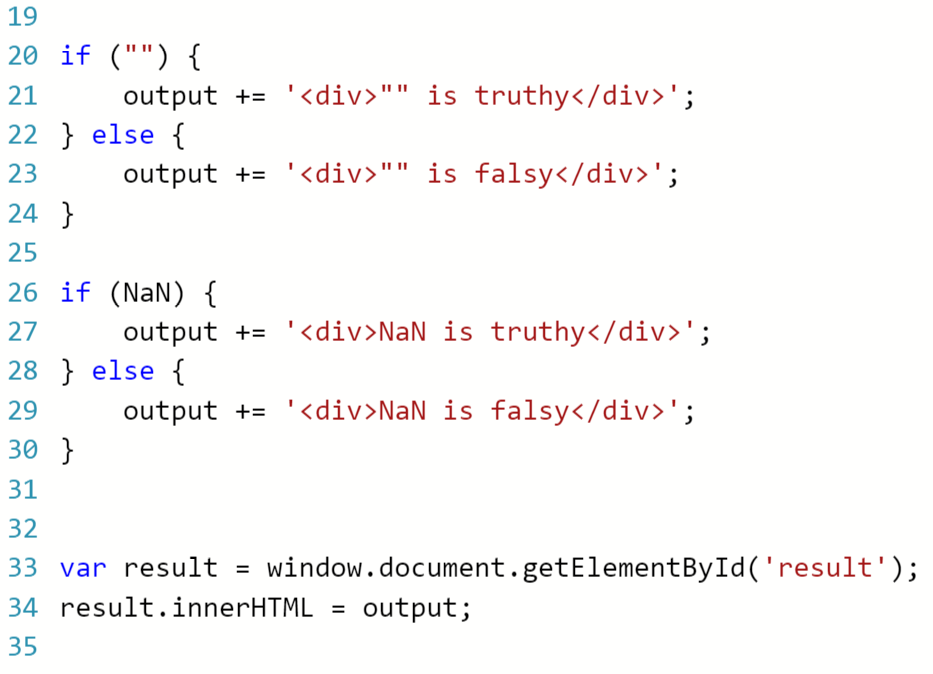 19
20 if ("") {
21     output += '<div>"" is truthy</div>';
22 } else {
23     output += '<div>"" is falsy</div>';
24 }
25
26 if (NaN) {
27     output += '<div>NaN is truthy</div>';
28 } else {
29     output += '<div>NaN is falsy</div>';
30 }
31
32
33 var result = window.document.getElementById('result');
34 result.innerHTML = output;
35